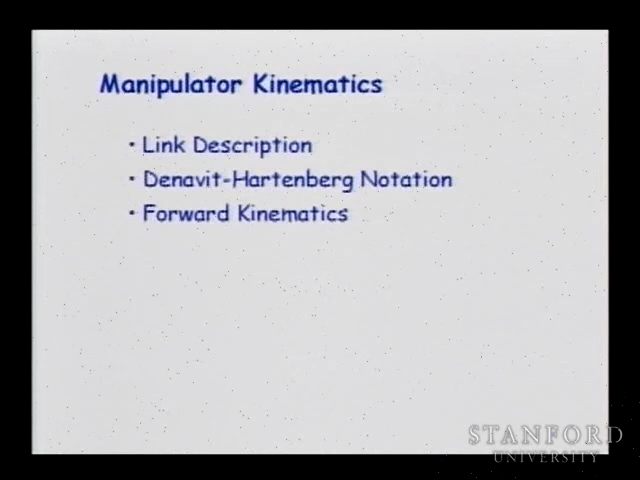 Manipulator Kinematics
• Link Description
• Denavit-Hartenberg Notation
• Forward Kinematics
STANFORD
UNIVERSITY